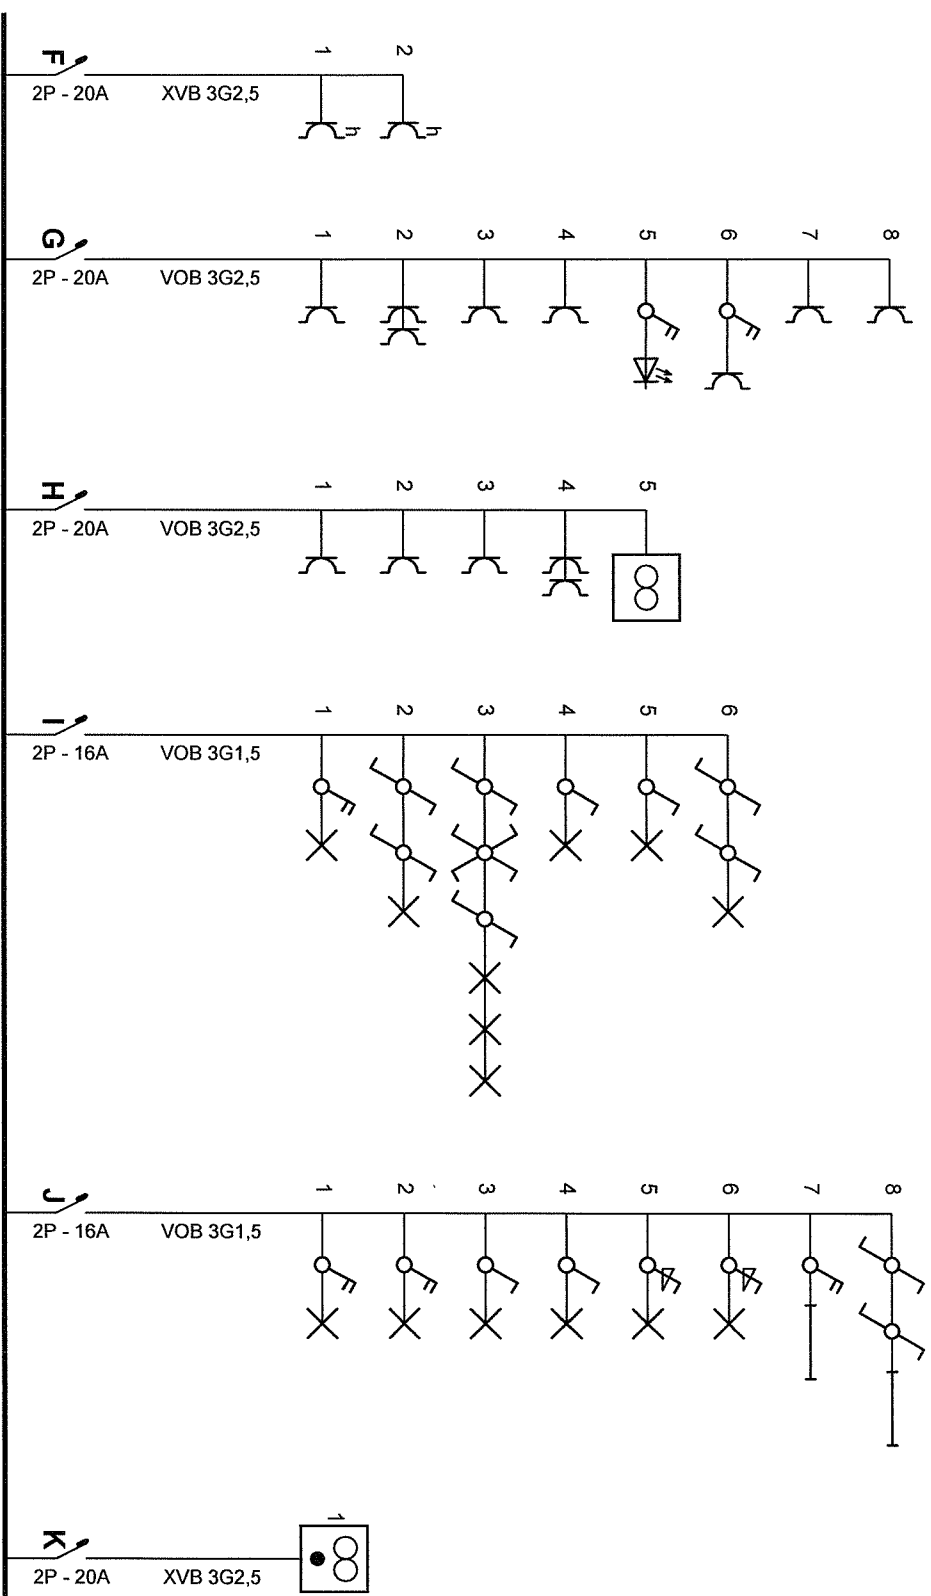 F
1 2
2P - 20A XVB 3G2,5
h h
G
1 2 3 4 5 6 7 8
2P - 20A VOB 3G2,5
H
1 2 3 4 5
2P - 20A VOB 3G2,5
I
1 2 3 4 5 6
2P - 16A VOB 3G1,5
J
1 2 3 4 5 6 7 8
2P - 16A VOB 3G1,5
K
1
2P - 20A XVB 3G2,5